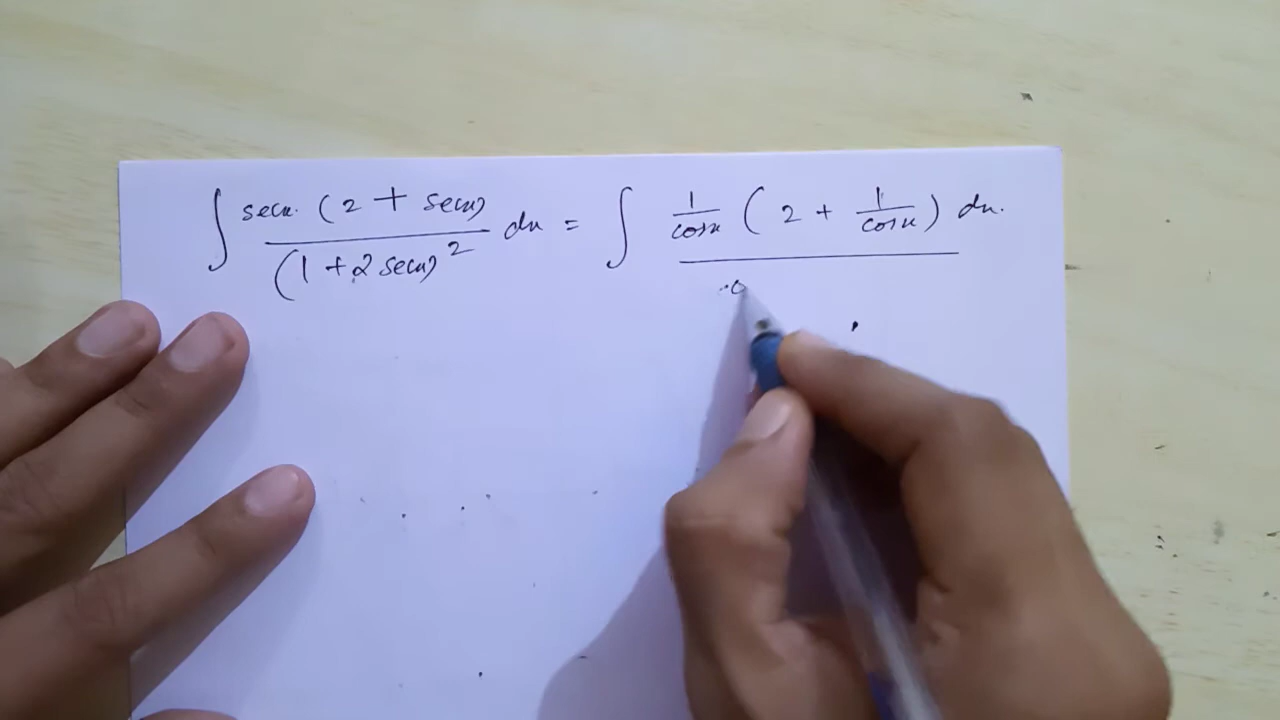 ∫ secx. (2 + secx) / (1 + 2 secx)² dx = ∫ 1/cosx (2 + 1/cosx) dx.